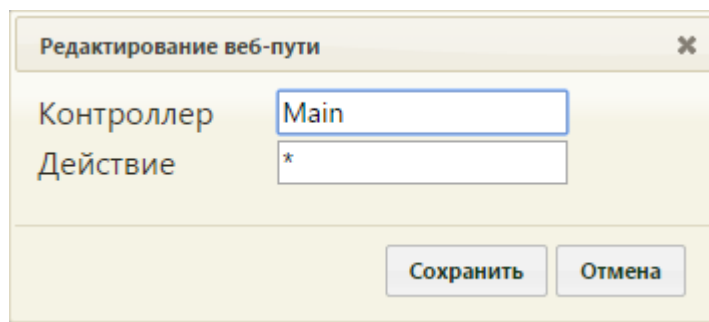 Редактирование веб-пути
Контроллер Main
Действие *
Сохранить Отмена